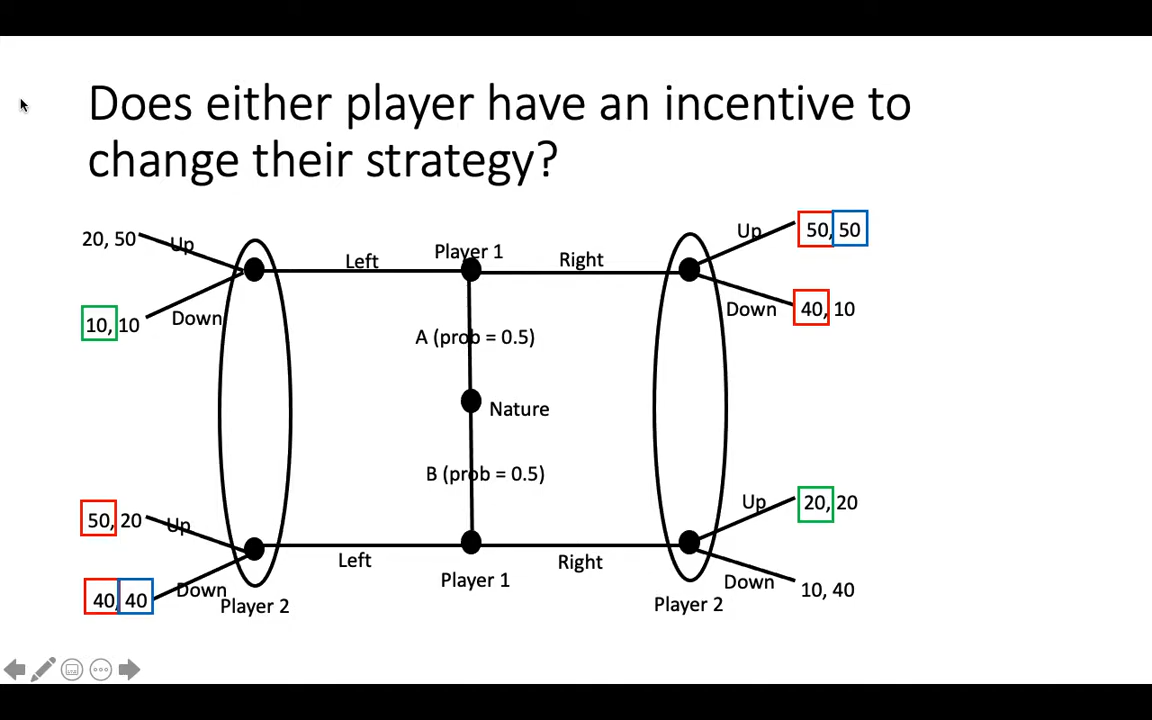 Does either player have an incentive to
change their strategy?
20, 50
Up
Left
Player 1
Right
Up
50, 50
10, 10
Down
Down
40, 10
A (prob = 0.5)
Nature
B (prob = 0.5)
50, 20
Up
Up
20, 20
Left
Right
40, 40
Down
Player 2
Player 1
Player 2
Down
10, 40